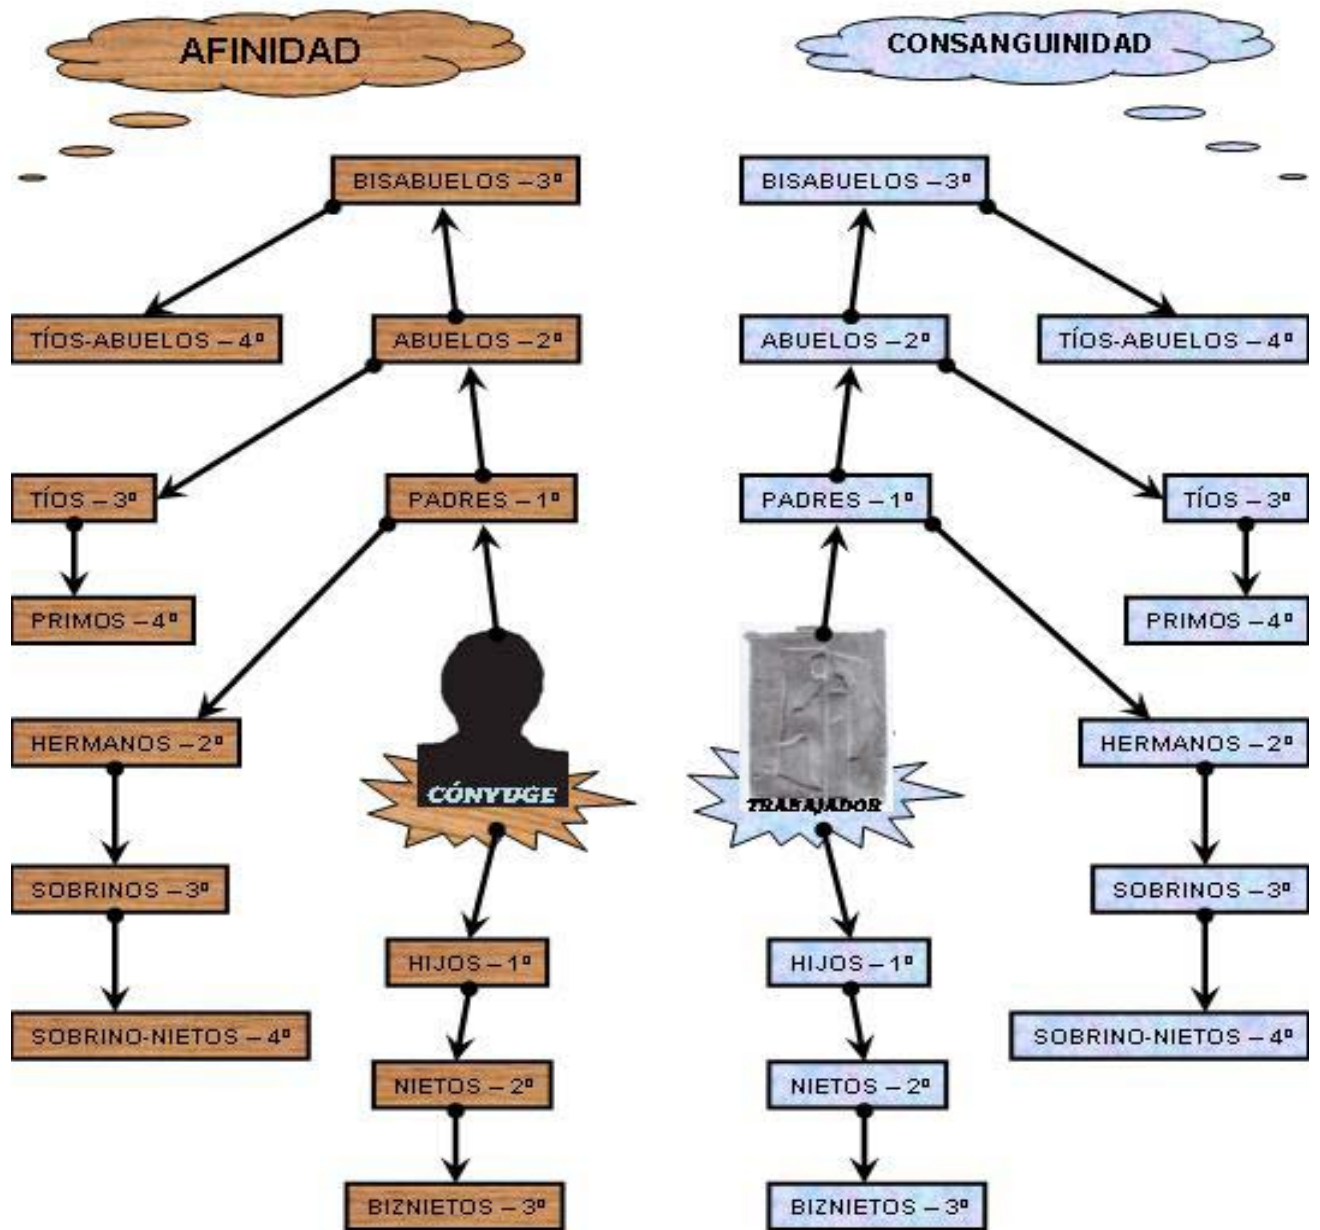 AFINIDAD
CONSANGUINIDAD
BISABUELOS – 3º
BISABUELOS – 3º
TÍOS-ABUELOS – 4º
ABUELOS – 2º
ABUELOS – 2º
TÍOS-ABUELOS – 4º
TÍOS – 3º
PADRES – 1º
PADRES – 1º
TÍOS – 3º
PRIMOS – 4º
PRIMOS – 4º
HERMANOS – 2º
HERMANOS – 2º
CÓNYUGE
TRABAJADOR
SOBRINOS – 3º
SOBRINOS – 3º
HIJOS – 1º
HIJOS – 1º
SOBRINO-NIETOS – 4º
SOBRINO-NIETOS – 4º
NIETOS – 2º
NIETOS – 2º
BIZNIETOS – 3º
BIZNIETOS – 3º